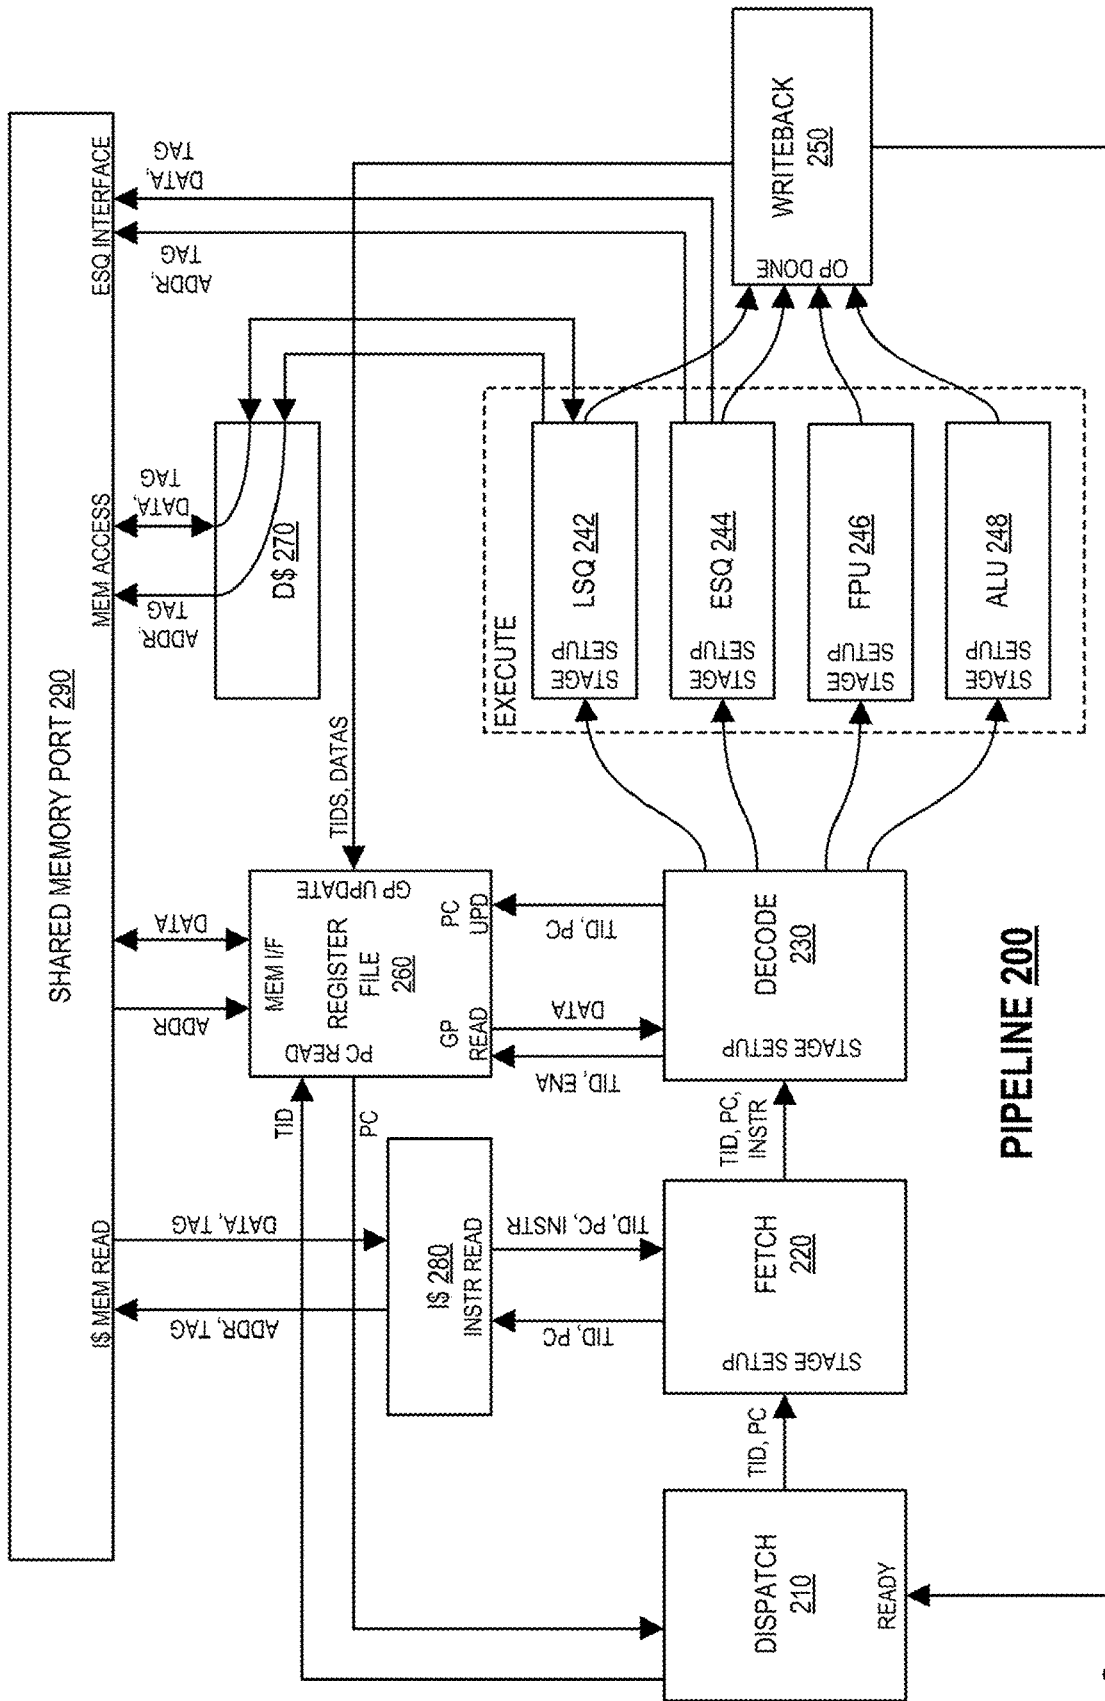 SHARED MEMORY PORT 290
I$ MEM READ
MEM ACCESS
ESQ INTERFACE
ADDR, TAG
DATA, TAG
ADDR
DATA
ADDR,
TAG
DATA,
TAG
ADDR,
TAG
DATA,
TAG
D$ 270
TID
PC
MEM I/F
PC READ
REGISTER
FILE
260
GP UPDATE
GP
READ
PC
UPD
TIDS, DATAS
I$ 280
INSTR READ
TID, PC
TID, PC, INSTR
TID, ENA
DATA
TID, PC
DISPATCH
210
READY
TID, PC
FETCH
220
STAGE SETUP
TID, PC,
INSTR
DECODE
230
STAGE SETUP
EXECUTE
STAGE
SETUP
LSQ 242
STAGE
SETUP
ESQ 244
STAGE
SETUP
FPU 246
STAGE
SETUP
ALU 248
OP DONE
WRITEBACK
250
PIPELINE 200